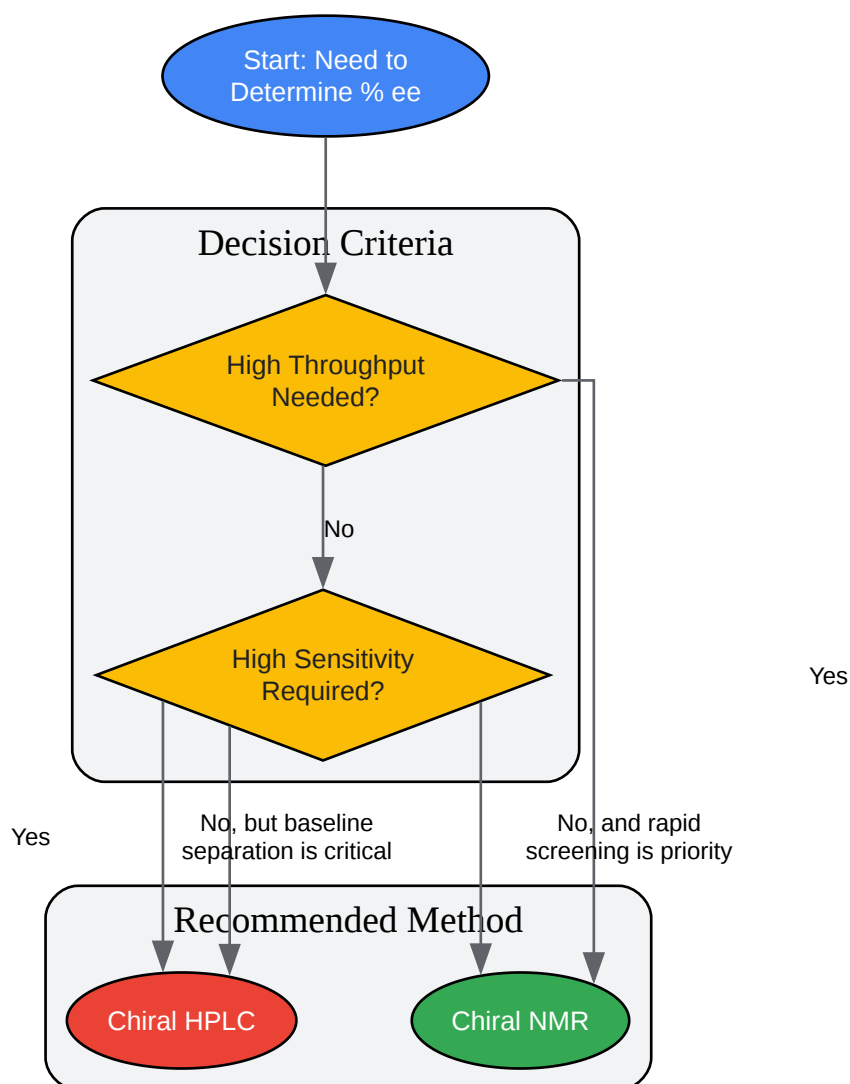 Start: Need to
Determine % ee
Decision Criteria
High Throughput
Needed?
No
High Sensitivity
Required?
Yes
Yes
No, but baseline
separation is critical
No, and rapid
screening is priority
Recommended Method
Chiral HPLC
Chiral NMR